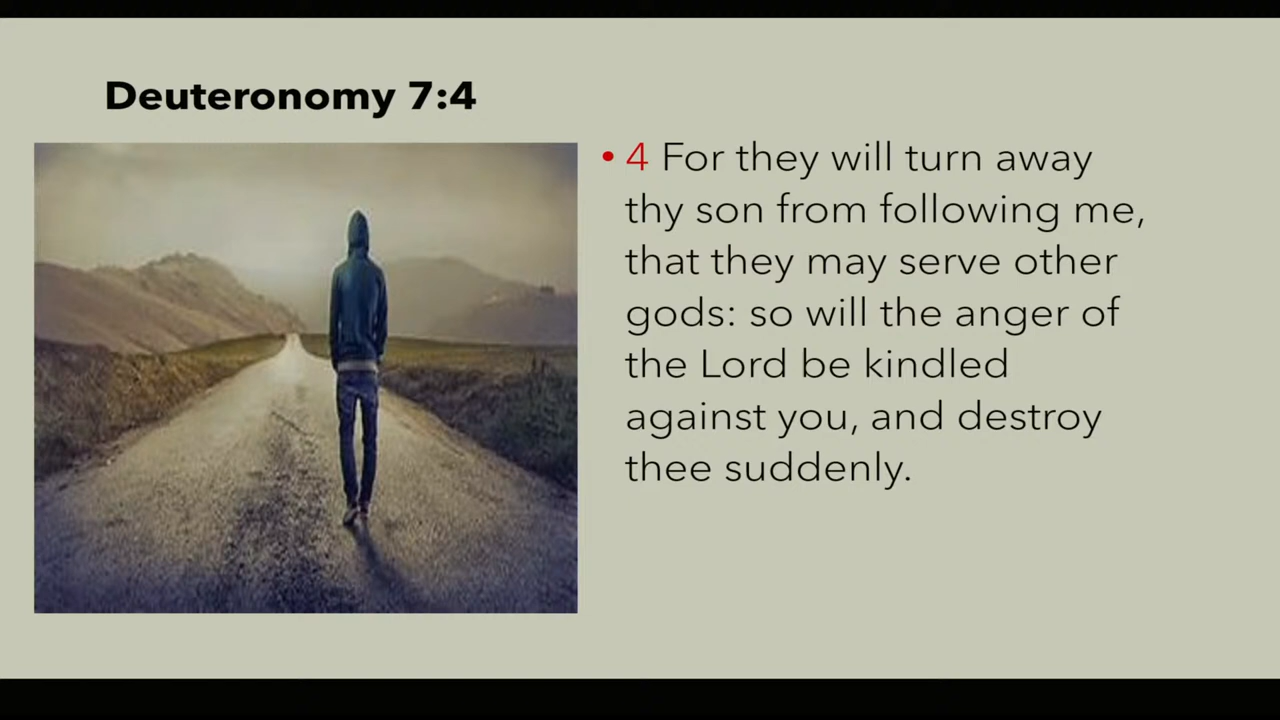 Deuteronomy 7:4
• 4 For they will turn away
thy son from following me,
that they may serve other
gods: so will the anger of
the Lord be kindled
against you, and destroy
thee suddenly.